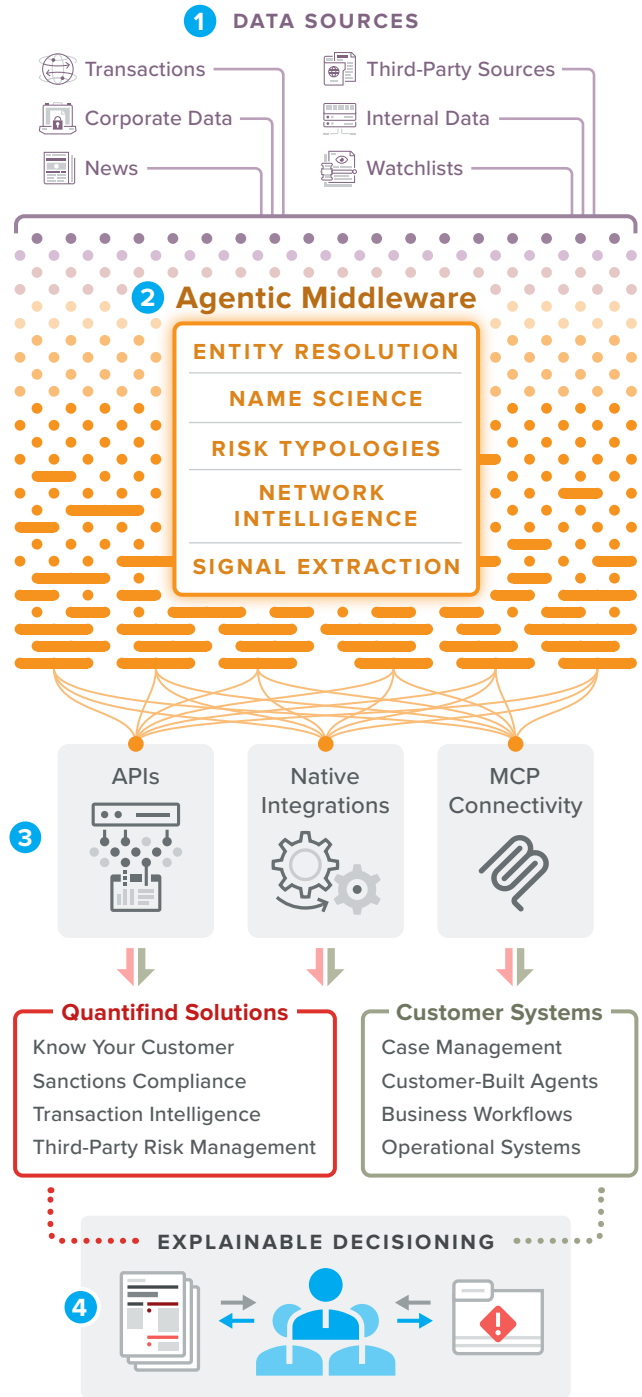 1 DATA SOURCES
Transactions
Corporate Data
News
Third-Party Sources
Internal Data
Watchlists
2 Agentic Middleware
ENTITY RESOLUTION
NAME SCIENCE
RISK TYPOLOGIES
NETWORK
INTELLIGENCE
SIGNAL EXTRACTION
3
APIs
Native
Integrations
MCP
Connectivity
Quantifind Solutions
Know Your Customer
Sanctions Compliance
Transaction Intelligence
Third-Party Risk Management
Customer Systems
Case Management
Customer-Built Agents
Business Workflows
Operational Systems
EXPLAINABLE DECISIONING
4
!